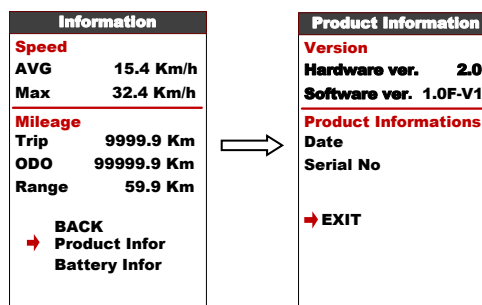 Information
Speed
AVG 15.4 Km/h
Max 32.4 Km/h
Mileage
Trip 9999.9 Km
ODO 99999.9 Km
Range 59.9 Km
BACK
Product Infor
Battery Infor
Product Information
Version
Hardware ver. 2.0
Software ver. 1.0F-V1
Product Informations
Date
Serial No
EXIT